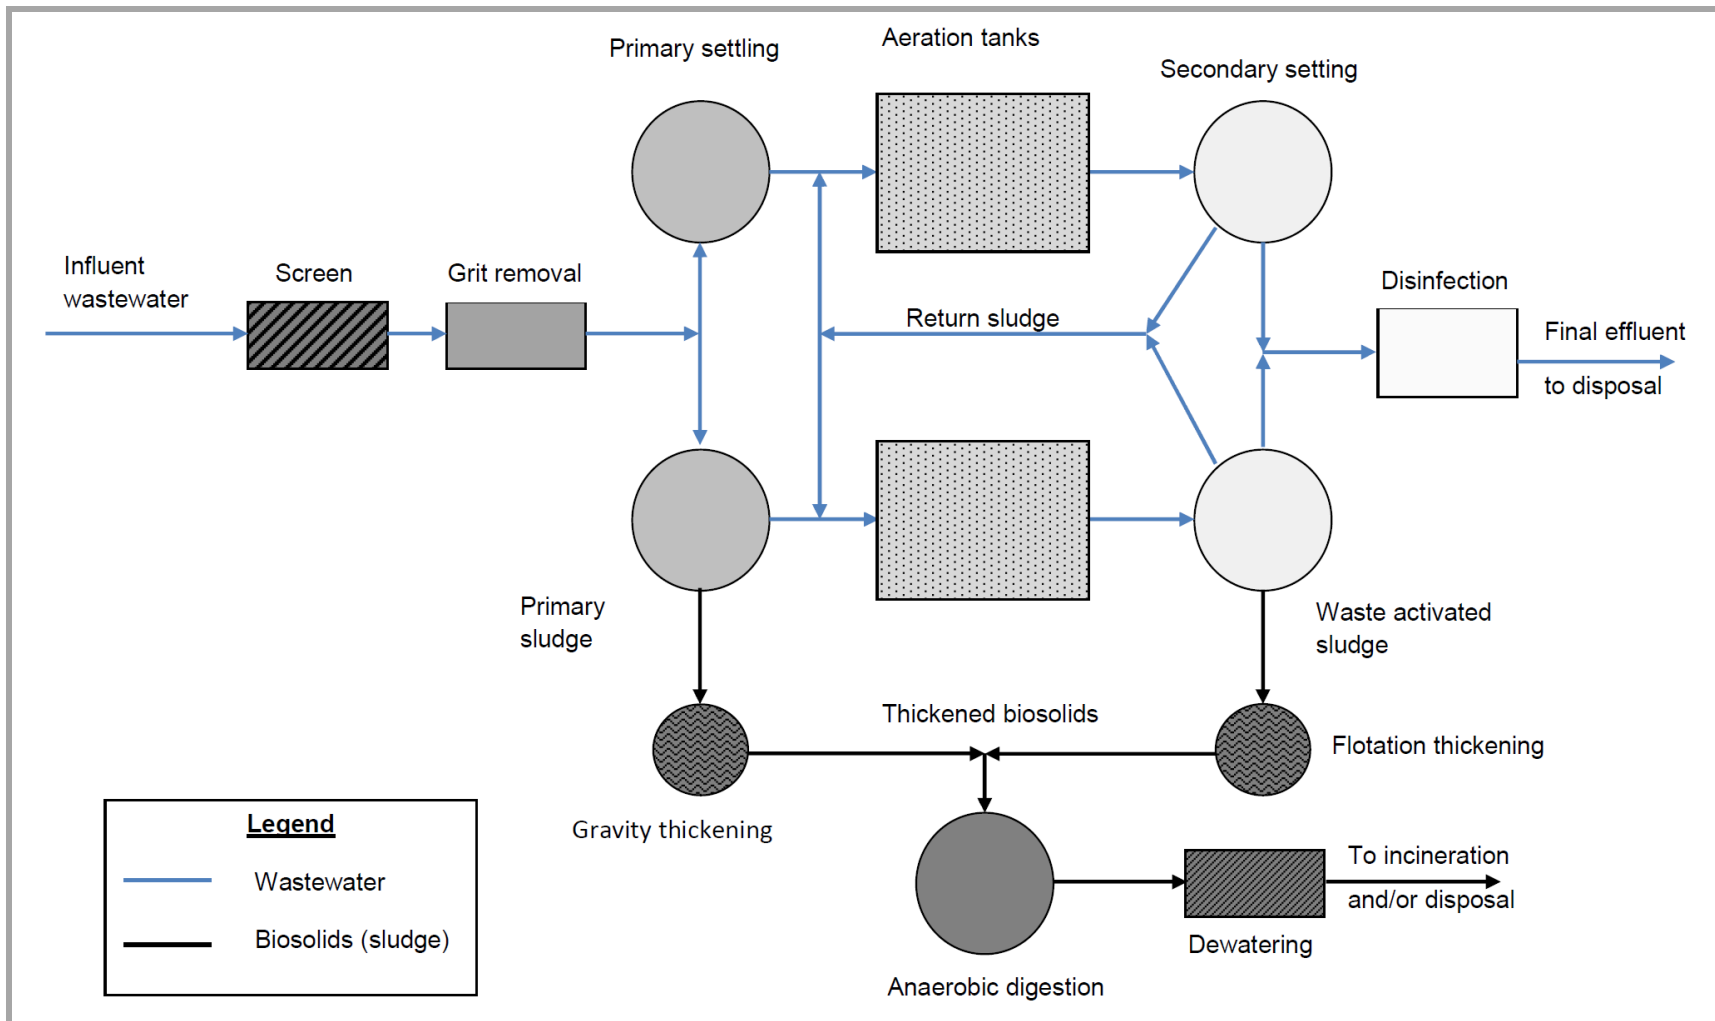 Primary settling
Aeration tanks
Secondary setting
Influent
wastewater
Screen
Grit removal
Return sludge
Disinfection
Final effluent
to disposal
Primary
sludge
Waste activated
sludge
Thickened biosolids
Flotation thickening
Gravity thickening
Legend
Wastewater
Biosolids (sludge)
To incineration
and/or disposal
Dewatering
Anaerobic digestion